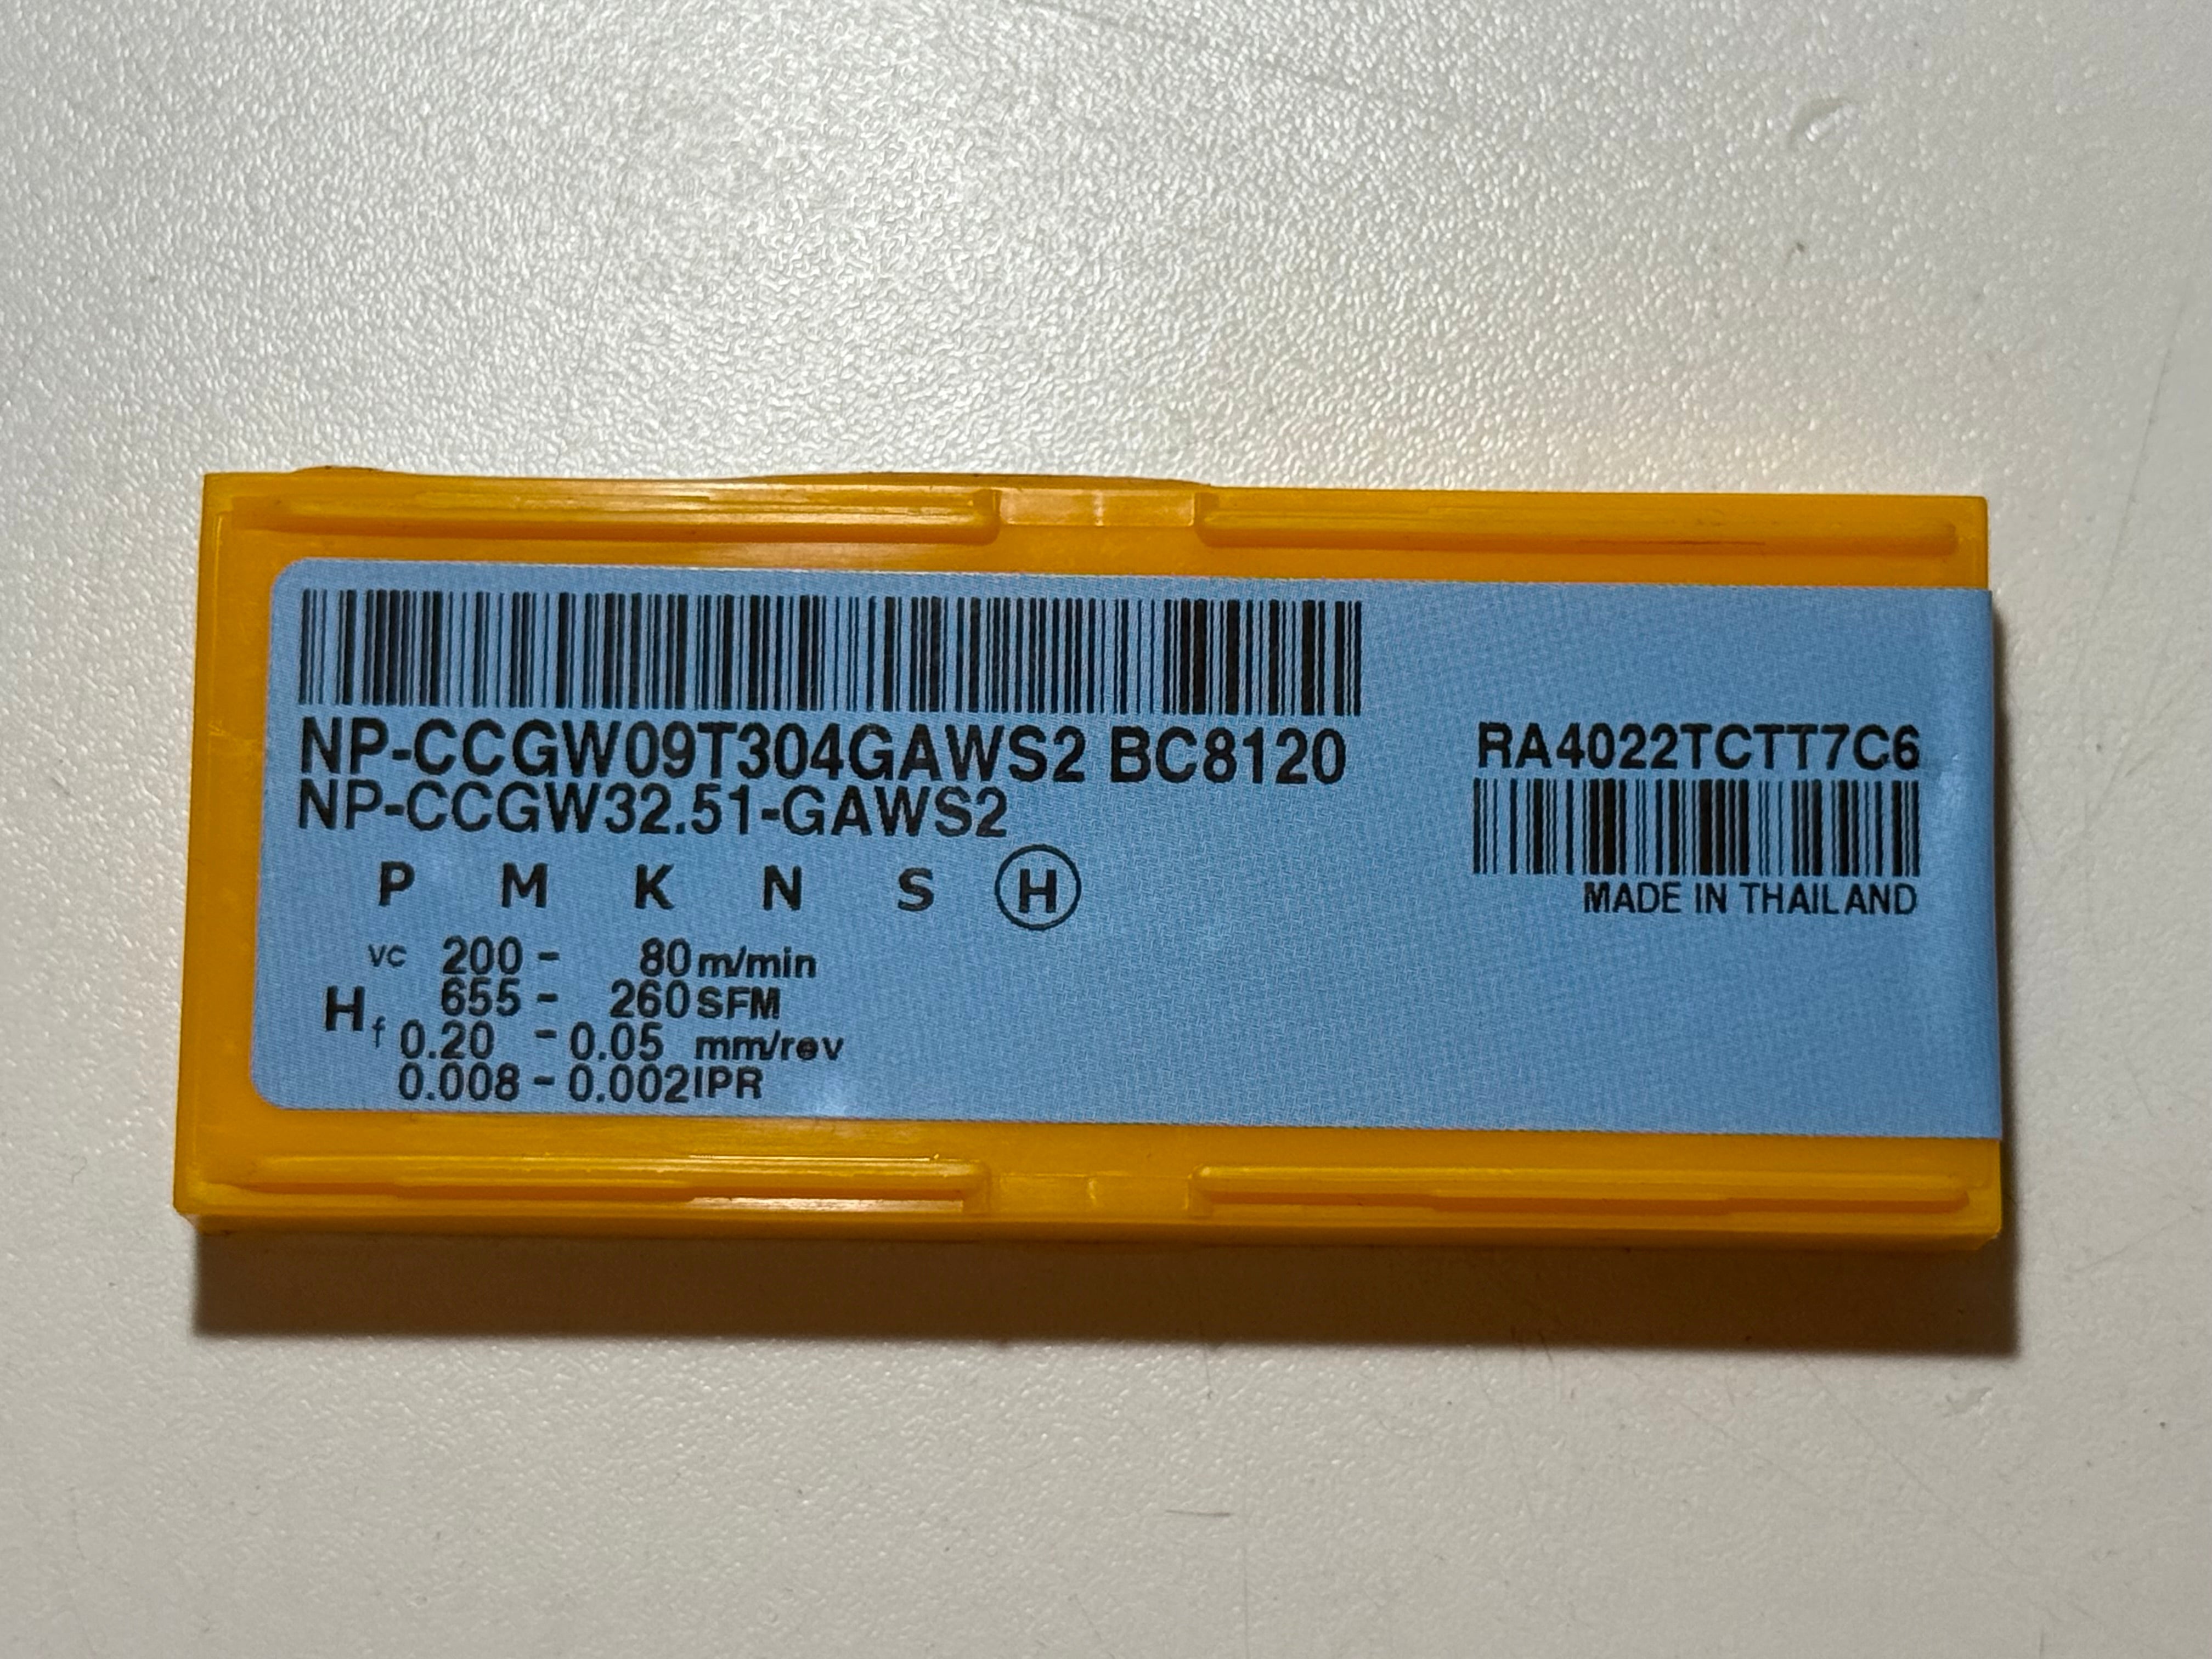 NP-CCGW09T304GAWS2 BC8120
NP-CCGW32.51-GAWS2
RA4022TCTT7C6
MADE IN THAILAND
P M K N S H
H
vc 200 - 80 m/min
655 - 260 SFM
f 0.20 - 0.05 mm/rev
0.008 - 0.002 IPR